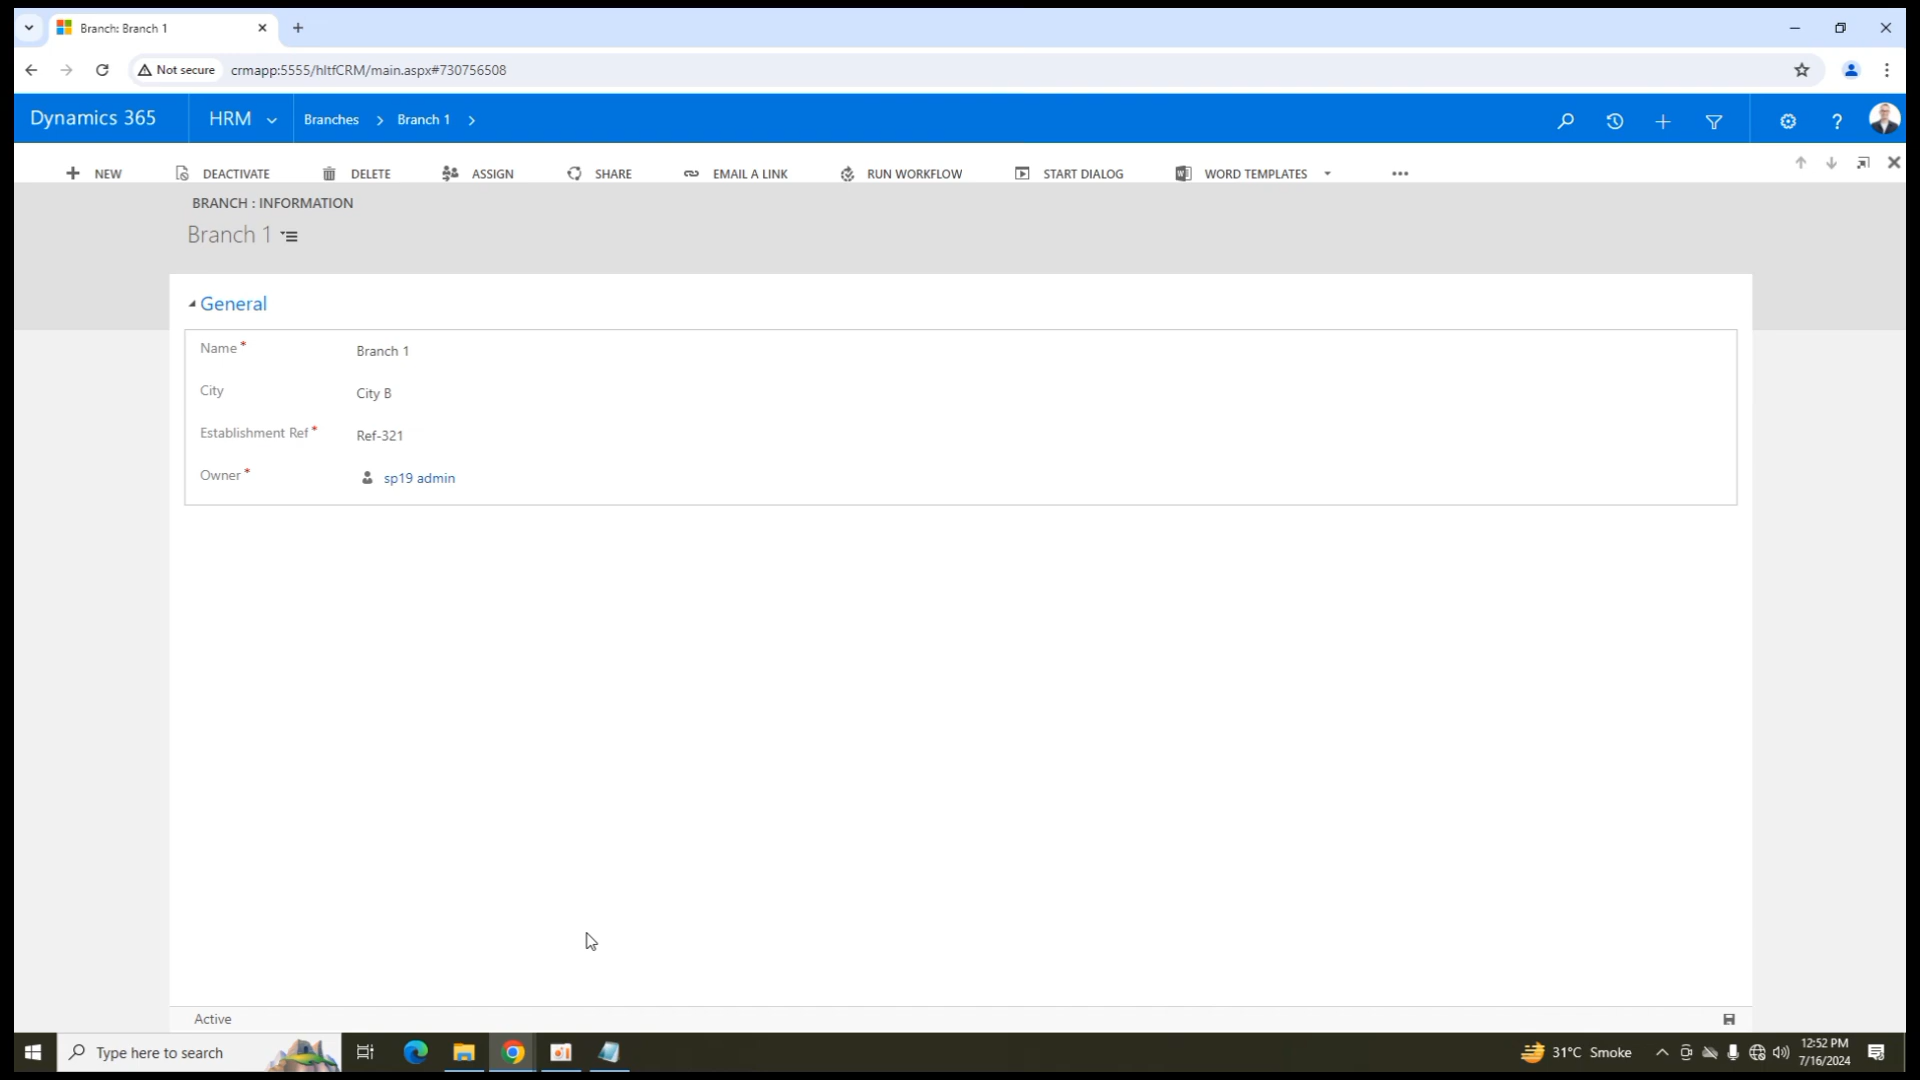 Branch: Branch 1
Not secure crmapp:5555/hltfCRM/main.aspx#730756508
Dynamics 365 HRM Branches > Branch 1 > ?
NEW DEACTIVATE DELETE ASSIGN SHARE EMAIL A LINK RUN WORKFLOW START DIALOG WORD TEMPLATES ...
BRANCH : INFORMATION
Branch 1
General
Name* Branch 1
City City B
Establishment Ref* Ref-321
Owner* sp19 admin
Active
Type here to search 31°C Smoke 12:52 PM
7/16/2024